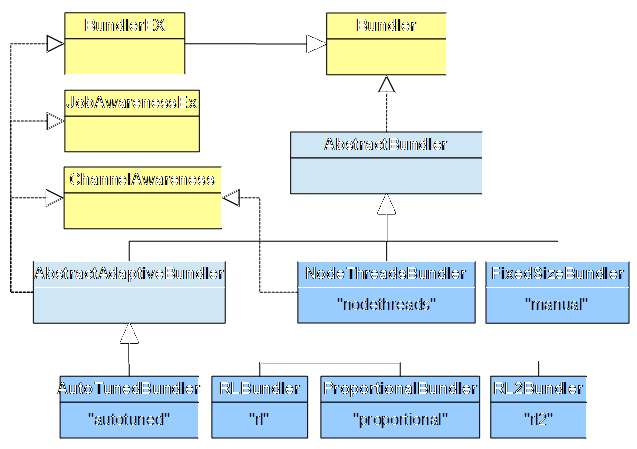 BundlerEX
Bundler
JobAwarenessEx
AbstractBundler
ChannelAwareness
AbstractAdaptiveBundler
NodeThreadsBundler
FixedSizeBundler
"nodethreads"
"manual"
AutoTunedBundler
RLBundler
ProportionalBundler
RL2Bundler
"autotuned"
"rl"
"proportional"
"rl2"